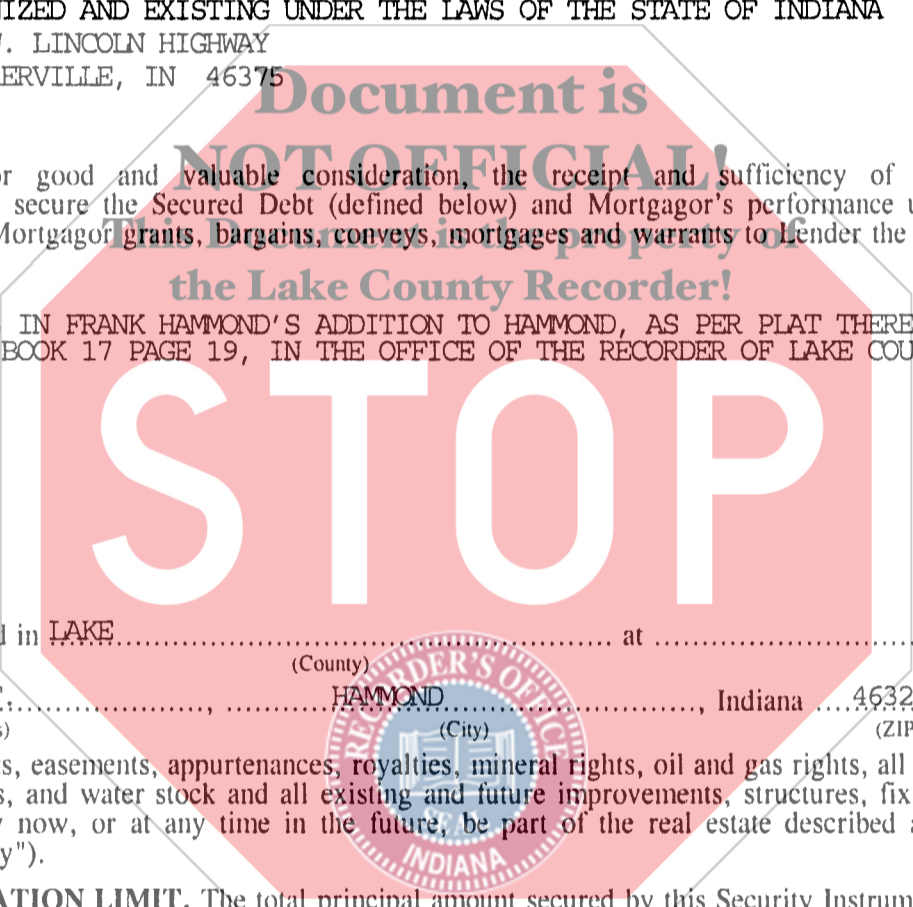 IZED AND EXISTING UNDER THE LAWS OF THE STATE OF INDIANA
. LINCOLN HIGHWAY
ERVILLE, IN 46375
Document is
NOT OFFICIAL!
r good and valuable consideration, the receipt and sufficiency of
secure the Secured Debt (defined below) and Mortgagor's performance u
Mortgagor grants, bargains, conveys, mortgages and warrants to Lender the
This Document is the property of
the Lake County Recorder!
IN FRANK HAMMOND'S ADDITION TO HAMMOND, AS PER PLAT THERE
BOOK 17 PAGE 19, IN THE OFFICE OF THE RECORDER OF LAKE COU
STOP
d in LAKE at
(County)
HAMMOND, Indiana 4632
(City) (ZIP
s, easements, appurtenances, royalties, mineral rights, oil and gas rights, all
s, and water stock and all existing and future improvements, structures, fix
y now, or at any time in the future, be part of the real estate described a
y").
RECORDER'S OFFICE
SEAL
INDIANA
ATION LIMIT. The total principal amount secured by this Security Instrum